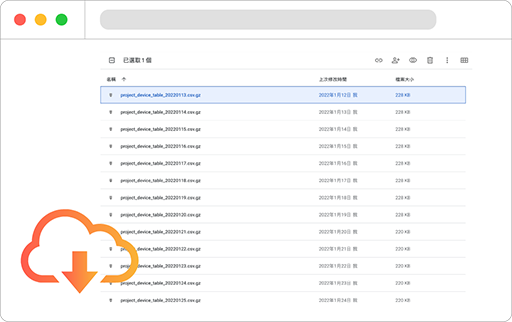 已選取 1 個
名稱 上次修改時間 檔案大小
project_device_table_20220113.csv.gz 2022年1月12日 我 228 KB
project_device_table_20220114.csv.gz 2022年1月13日 我 228 KB
project_device_table_20220115.csv.gz 2022年1月14日 我 229 KB
project_device_table_20220116.csv.gz 2022年1月15日 我 229 KB
project_device_table_20220117.csv.gz 2022年1月16日 我 229 KB
project_device_table_20220118.csv.gz 2022年1月17日 我 229 KB
project_device_table_20220119.csv.gz 2022年1月18日 我 229 KB
project_device_table_20220120.csv.gz 2022年1月19日 我 229 KB
project_device_table_20220121.csv.gz 2022年1月20日 我 220 KB
project_device_table_20220122.csv.gz 2022年1月21日 我 220 KB
project_device_table_20220123.csv.gz 2022年1月22日 我 220 KB
project_device_table_20220124.csv.gz 2022年1月23日 我 220 KB
project_device_table_20220125.csv.gz 2022年1月24日 我 220 KB